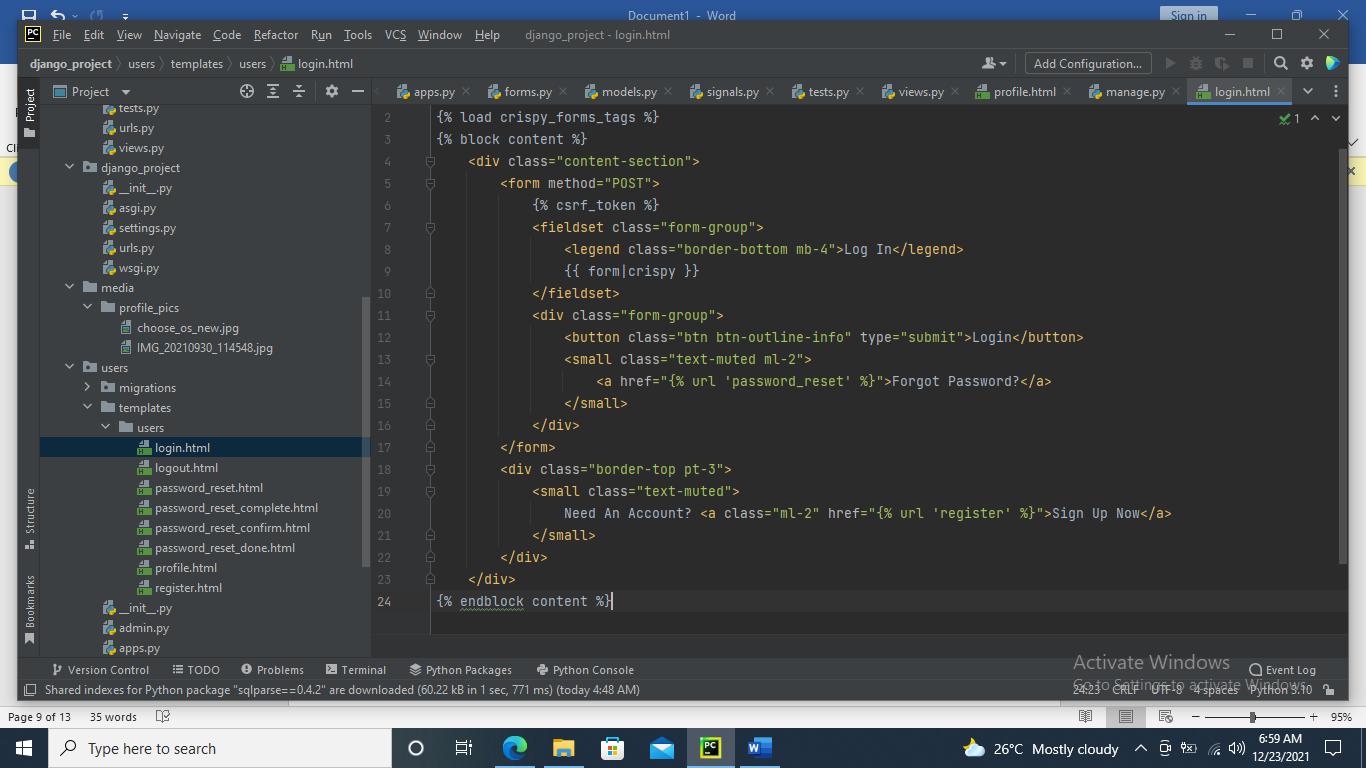 Document1 - Word
Sign in
PC File Edit View Navigate Code Refactor Run Tools VCS Window Help django_project - login.html
django_project users templates users login.html
Add Configuration...
Project
apps.py forms.py models.py signals.py tests.py views.py profile.html manage.py login.html
Project
Structure
Bookmarks
tests.py
urls.py
views.py
django_project
__init__.py
asgi.py
settings.py
urls.py
wsgi.py
media
profile_pics
choose_os_new.jpg
IMG_20210930_114548.jpg
users
migrations
templates
users
login.html
logout.html
password_reset.html
password_reset_complete.html
password_reset_confirm.html
password_reset_done.html
profile.html
register.html
__init__.py
admin.py
apps.py
1
2 {% load crispy_forms_tags %}
3 {% block content %}
4 <div class="content-section">
5 <form method="POST">
6 {% csrf_token %}
7 <fieldset class="form-group">
8 <legend class="border-bottom mb-4">Log In</legend>
9 {{ form|crispy }}
10 </fieldset>
11 <div class="form-group">
12 <button class="btn btn-outline-info" type="submit">Login</button>
13 <small class="text-muted ml-2">
14 <a href="{% url 'password_reset' %}">Forgot Password?</a>
15 </small>
16 </div>
17 </form>
18 <div class="border-top pt-3">
19 <small class="text-muted">
20 Need An Account? <a class="ml-2" href="{% url 'register' %}">Sign Up Now</a>
21 </small>
22 </div>
23 </div>
24 {% endblock content %}
Version Control TODO Problems Terminal Python Packages Python Console Event Log
Activate Windows
Go to Settings to activate Windows.
Shared indexes for Python package "sqlparse==0.4.2" are downloaded (60.22 kB in 1 sec, 771 ms) (today 4:48 AM)
24:23 CRLF UTF-8 4 spaces Python 3.10
Page 9 of 13 35 words 95%
Type here to search
PC
W
26°C Mostly cloudy
6:59 AM
12/23/2021